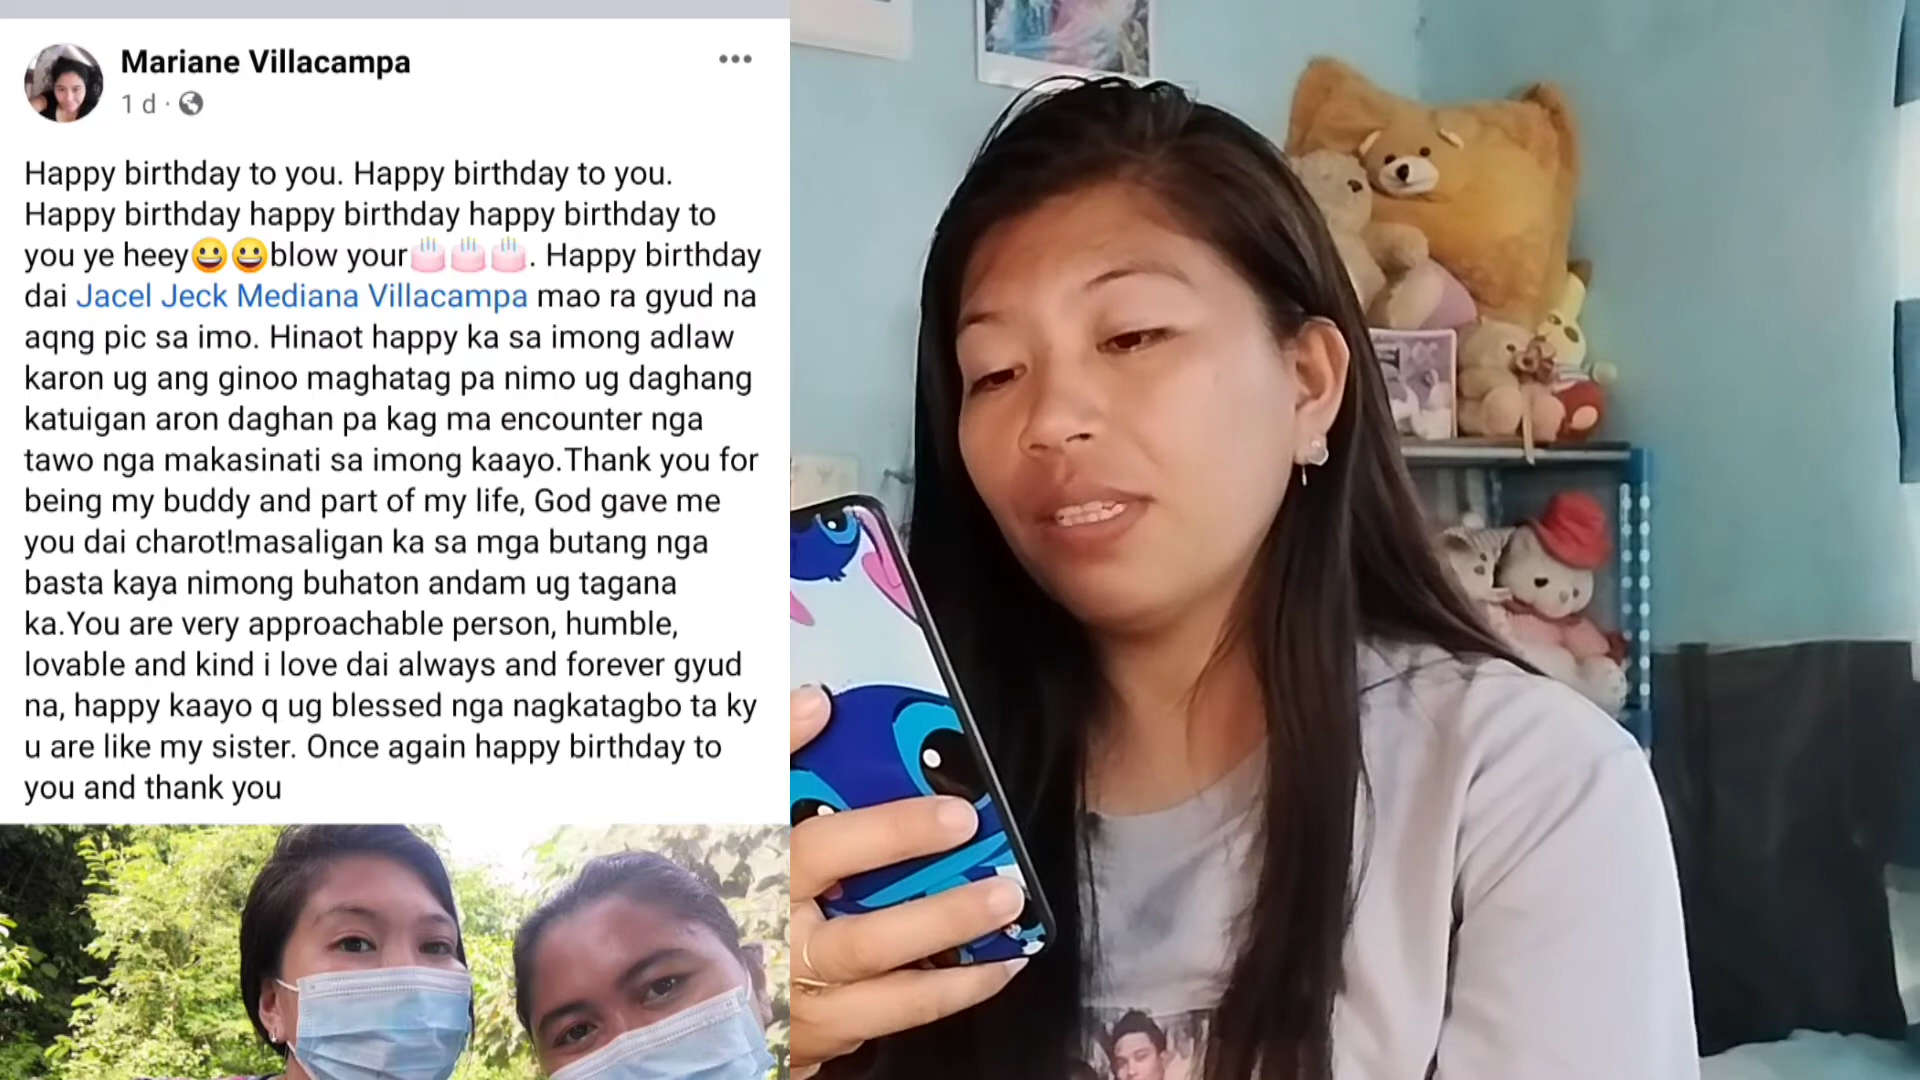 Mariane Villacampa
1 d ·
Happy birthday to you. Happy birthday to you.
Happy birthday happy birthday happy birthday to
you ye heey😀😀blow your🎂🎂🎂. Happy birthday
dai Jacel Jeck Mediana Villacampa mao ra gyud na
aqng pic sa imo. Hinaot happy ka sa imong adlaw
karon ug ang ginoo maghatag pa nimo ug daghang
katuigan aron daghan pa kag ma encounter nga
tawo nga makasinati sa imong kaayo.Thank you for
being my buddy and part of my life, God gave me
you dai charot!masaligan ka sa mga butang nga
basta kaya nimong buhaton andam ug tagana
ka.You are very approachable person, humble,
lovable and kind i love dai always and forever gyud
na, happy kaayo q ug blessed nga nagkatagbo ta ky
u are like my sister. Once again happy birthday to
you and thank you